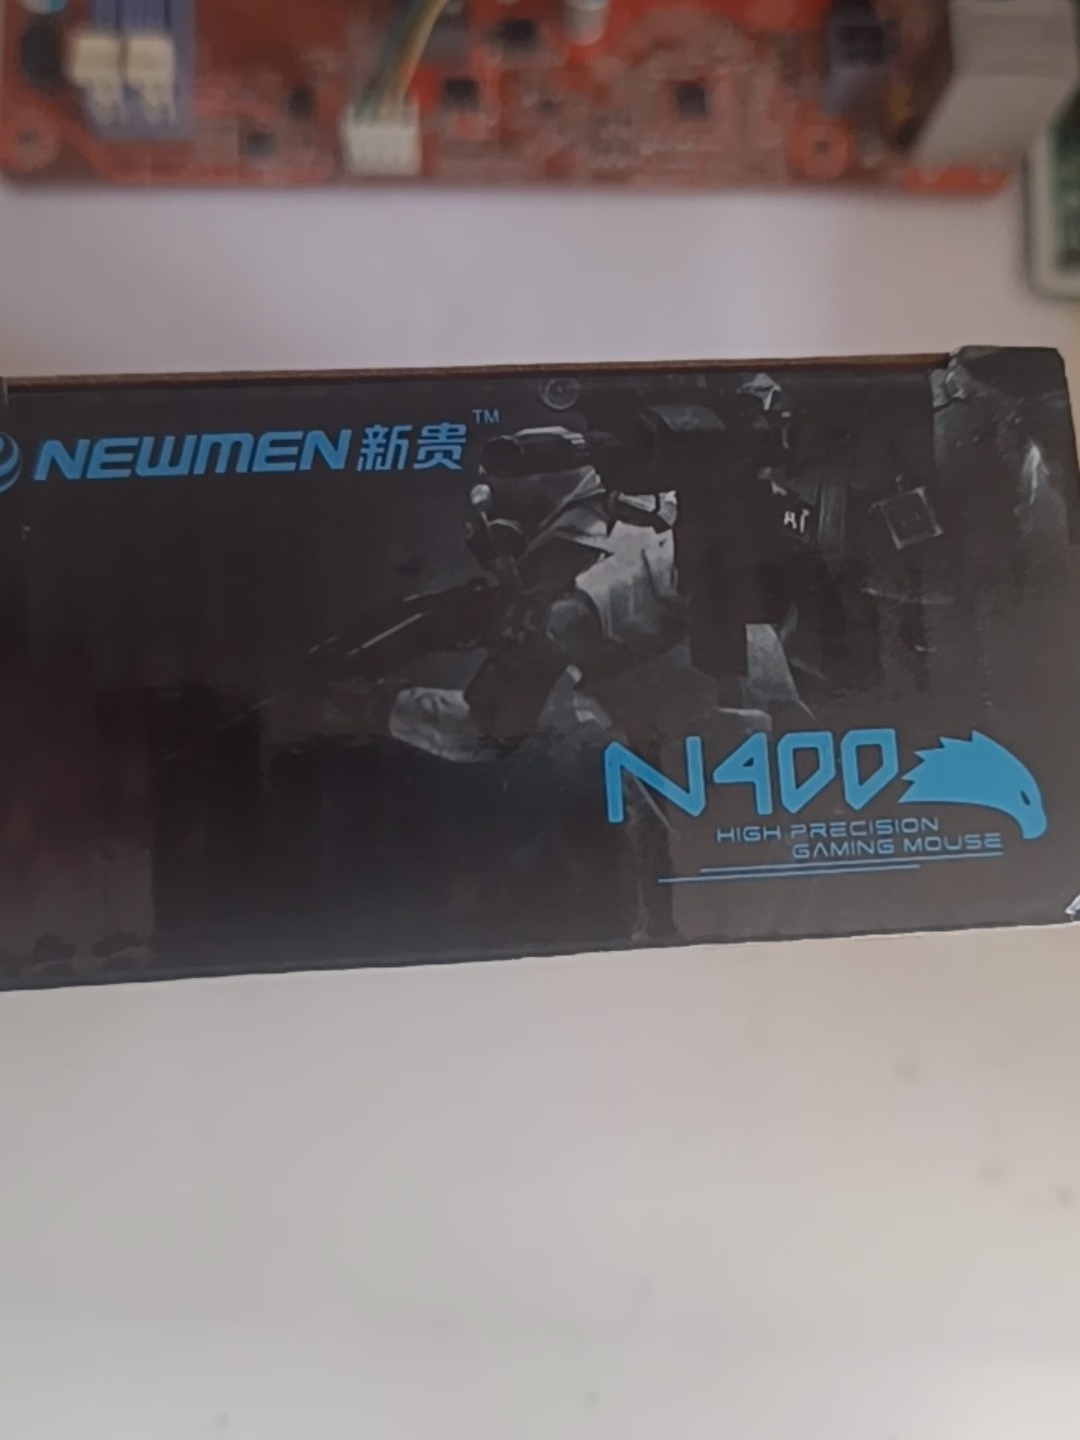 NEWMEN新贵™
N400
HIGH PRECISION
GAMING MOUSE